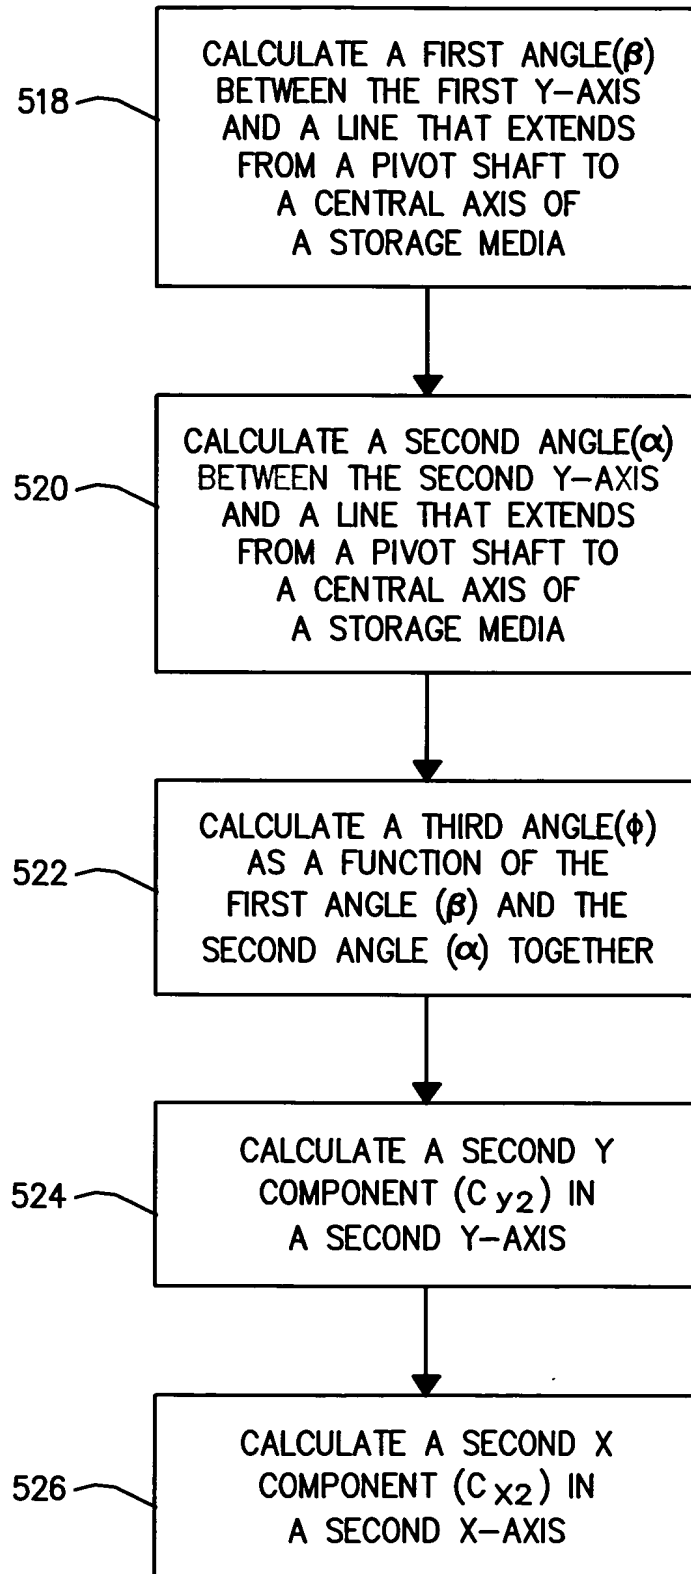 518
CALCULATE A FIRST ANGLE(β)
BETWEEN THE FIRST Y-AXIS
AND A LINE THAT EXTENDS
FROM A PIVOT SHAFT TO
A CENTRAL AXIS OF
A STORAGE MEDIA
520
CALCULATE A SECOND ANGLE(α)
BETWEEN THE SECOND Y-AXIS
AND A LINE THAT EXTENDS
FROM A PIVOT SHAFT TO
A CENTRAL AXIS OF
A STORAGE MEDIA
522
CALCULATE A THIRD ANGLE(ϕ)
AS A FUNCTION OF THE
FIRST ANGLE (β) AND THE
SECOND ANGLE (α) TOGETHER
524
CALCULATE A SECOND Y
COMPONENT (C y2) IN
A SECOND Y-AXIS
526
CALCULATE A SECOND X
COMPONENT (C X2) IN
A SECOND X-AXIS